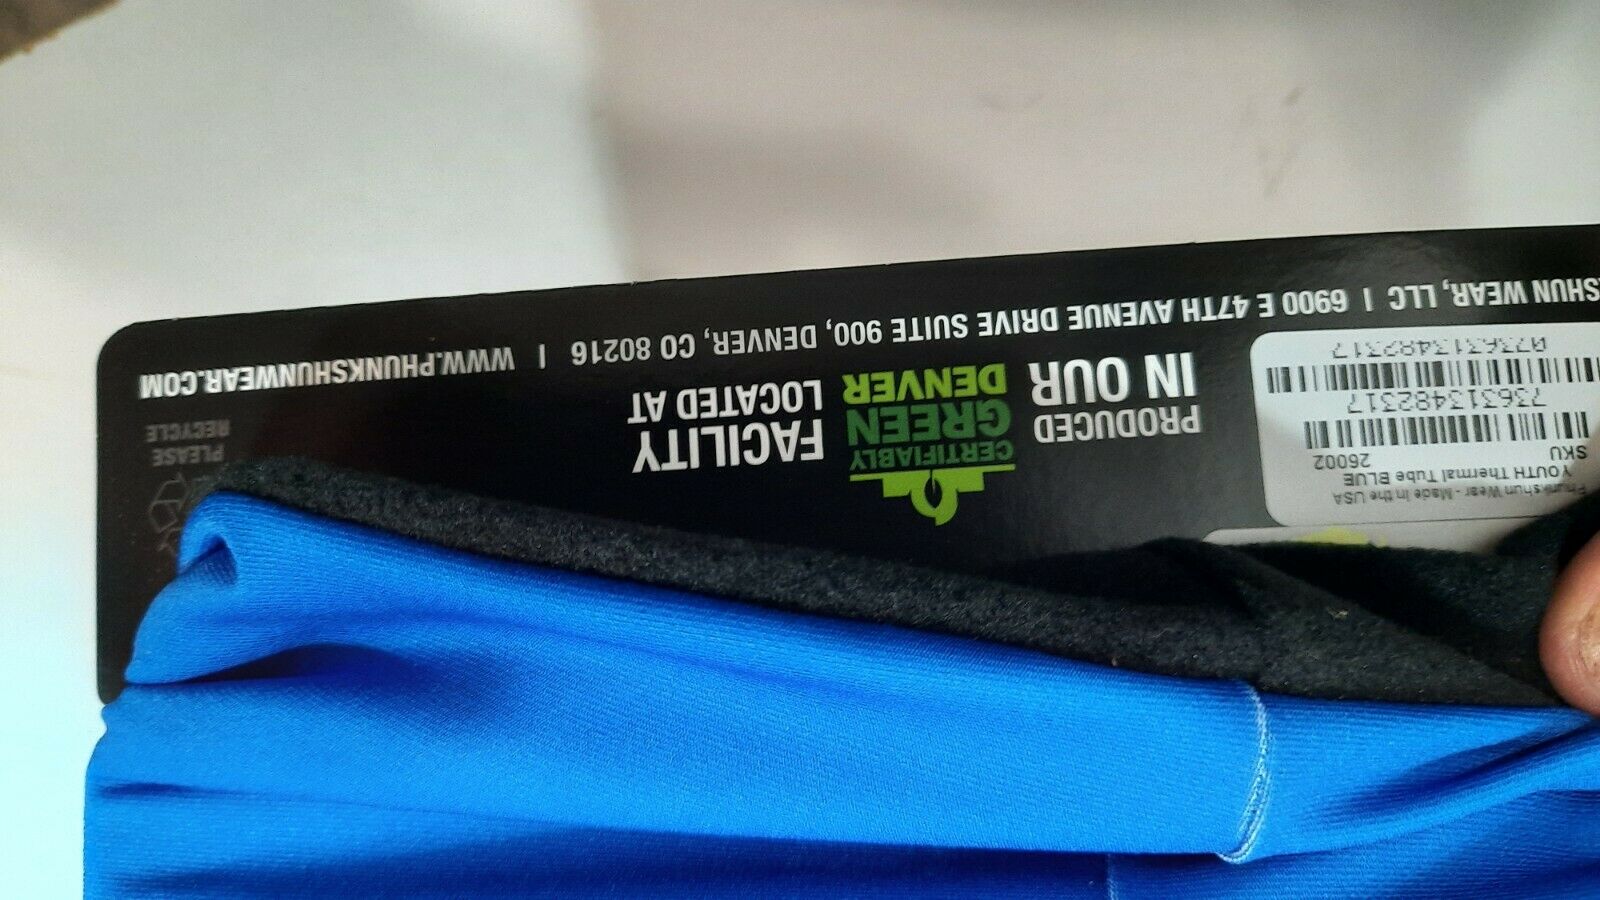 Phunkshun Wear - Made in the USA
YOUTH Thermal Tube BLUE
SKU 26002
736313482317
0736313482317
PRODUCED
IN OUR
CERTIFIABLY
GREEN
DENVER
FACILITY
LOCATED AT
PLEASE
RECYCLE
SHUN WEAR, LLC | 6900 E 47TH AVENUE DRIVE SUITE 900, DENVER, CO 80216 | WWW.PHUNKSHUNWEAR.COM